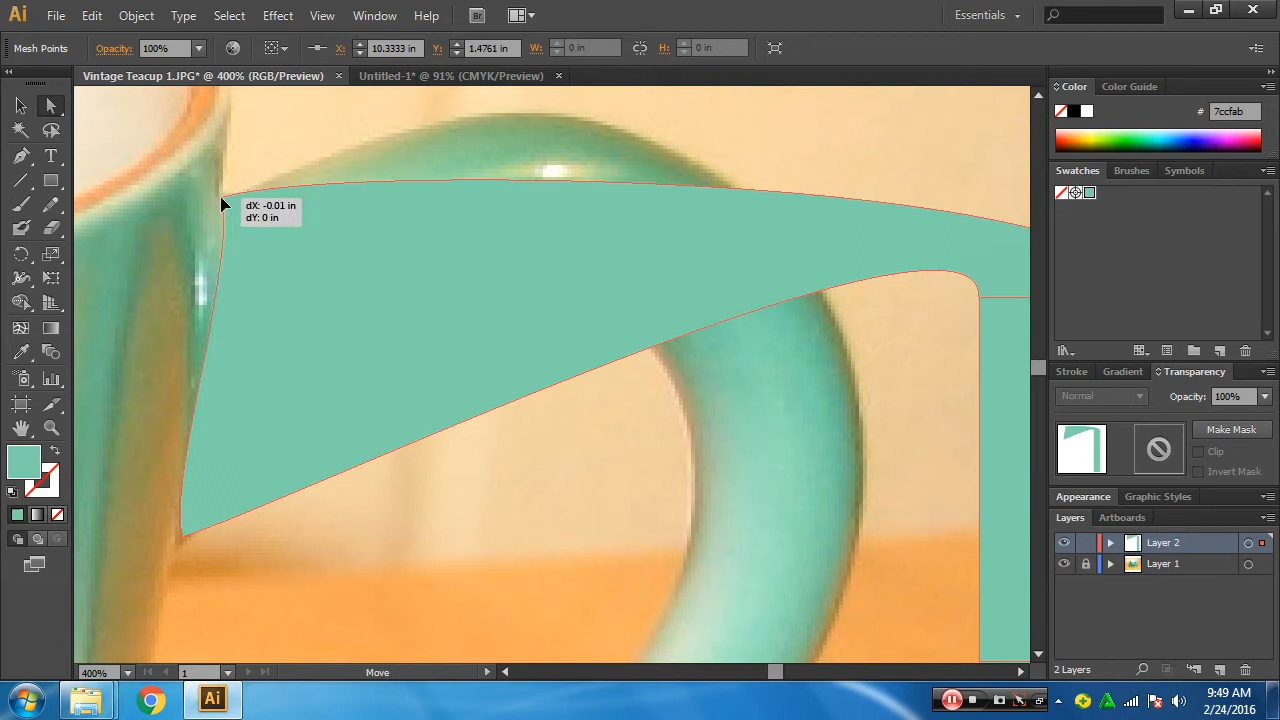 Ai File Edit Object Type Select Effect View Window Help Br Essentials
Mesh Points Opacity: 100% X: 10.3333 in Y: 1.4761 in W: 0 in H: 0 in
Vintage Teacup 1.JPG* @ 400% (RGB/Preview) Untitled-1* @ 91% (CMYK/Preview)
Color Color Guide
# 7ccfab
Swatches Brushes Symbols
dX: -0.01 in
dY: 0 in
T
Stroke Gradient Transparency
Normal Opacity: 100%
Make Mask
Clip
Invert Mask
Appearance Graphic Styles
Layers Artboards
Layer 2
Layer 1
2 Layers
400% 1 Move
Ai
9:49 AM
2/24/2016